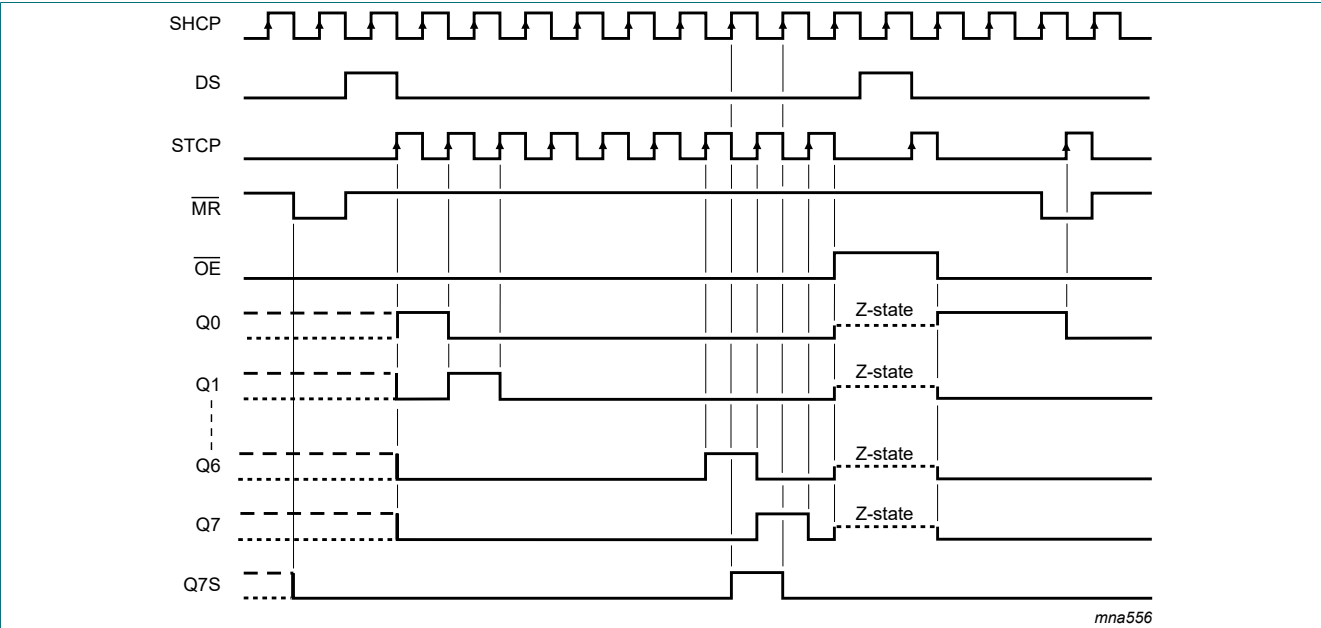 SHCP
DS
STCP
MR
OE
Q0
Z-state
Q1
Z-state
Q6
Z-state
Q7
Z-state
Q7S
mna556